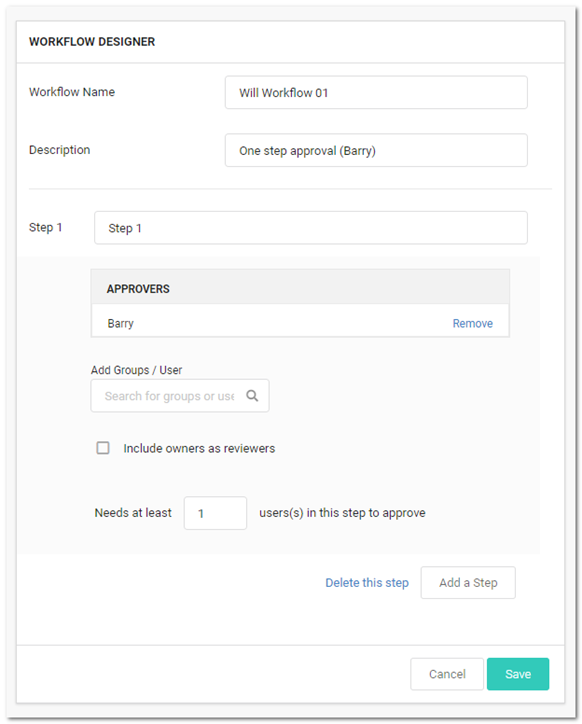 WORKFLOW DESIGNER
Workflow Name
Will Workflow 01
Description
One step approval (Barry)
Step 1
Step 1
APPROVERS
Barry
Remove
Add Groups / User
Search for groups or use
Include owners as reviewers
Needs at least 1 users(s) in this step to approve
Delete this step
Add a Step
Cancel
Save